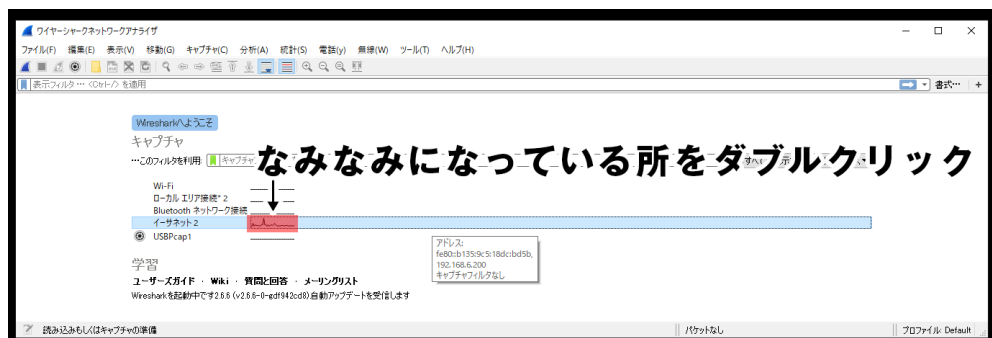 ワイヤーシャークネットワークアナライザ
ファイル(F) 編集(E) 表示(V) 移動(G) キャプチャ(C) 分析(A) 統計(S) 電話(y) 無線(W) ツール(T) ヘルプ(H)
表示フィルタ … <Ctrl-/> を適用 書式… +
Wiresharkへようこそ
キャプチャ
…このフィルタを利用: キャプチャ
なみなみになっている所をダブルクリック
Wi-Fi
ローカル エリア接続* 2
Bluetooth ネットワーク接続
イーサネット 2
USBPcap1
アドレス:
fe80::b135:9c5:18dc:bd5b,
192.168.6.200
キャプチャフィルタなし
学習
ユーザーズガイド · Wiki · 質問と回答 · メーリングリスト
Wiresharkを起動中です2.6.6 (v2.6.6-0-gdf942cd8).自動アップデートを受信します
読み込みもしくはキャプチャの準備 パケットなし プロファイル: Default